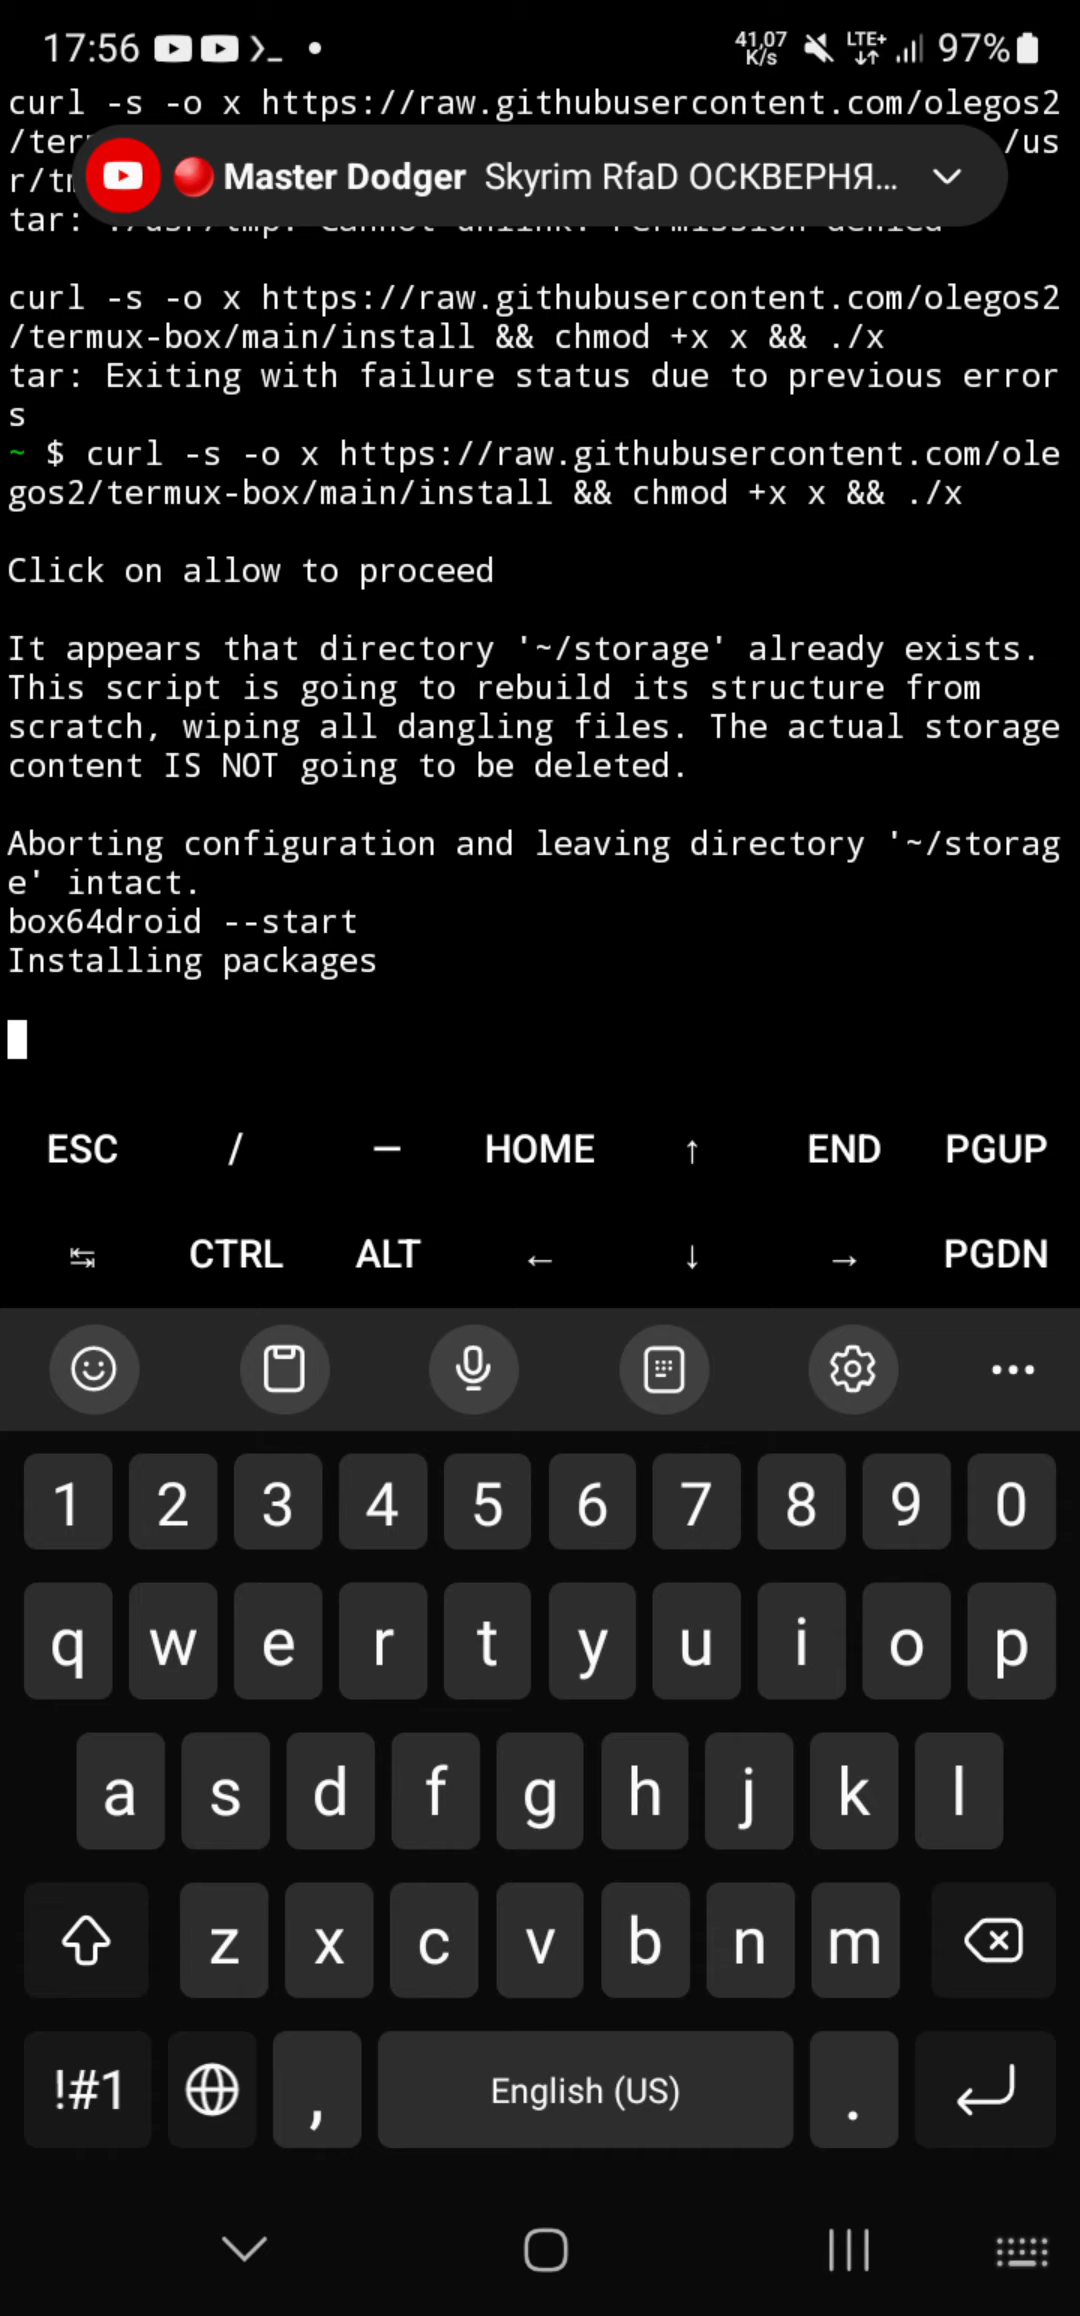 17:56 41,07 K/s LTE+ 97%
curl -s -o x https://raw.githubusercontent.com/olegos2
/ter /us
Master Dodger Skyrim RfaD ОСКВЕРНЯ...
r/t
tar: ./usr/tmp: Cannot unlink: Permission denied
curl -s -o x https://raw.githubusercontent.com/olegos2
/termux-box/main/install && chmod +x x && ./x
tar: Exiting with failure status due to previous error
s
~ $ curl -s -o x https://raw.githubusercontent.com/ole
gos2/termux-box/main/install && chmod +x x && ./x
Click on allow to proceed
It appears that directory '~/storage' already exists.
This script is going to rebuild its structure from
scratch, wiping all dangling files. The actual storage
content IS NOT going to be deleted.
Aborting configuration and leaving directory '~/storag
e' intact.
box64droid --start
Installing packages
ESC / — HOME ↑ END PGUP
↹ CTRL ALT ← ↓ → PGDN
1 2 3 4 5 6 7 8 9 0
q w e r t y u i o p
a s d f g h j k l
z x c v b n m
!#1 , English (US) .